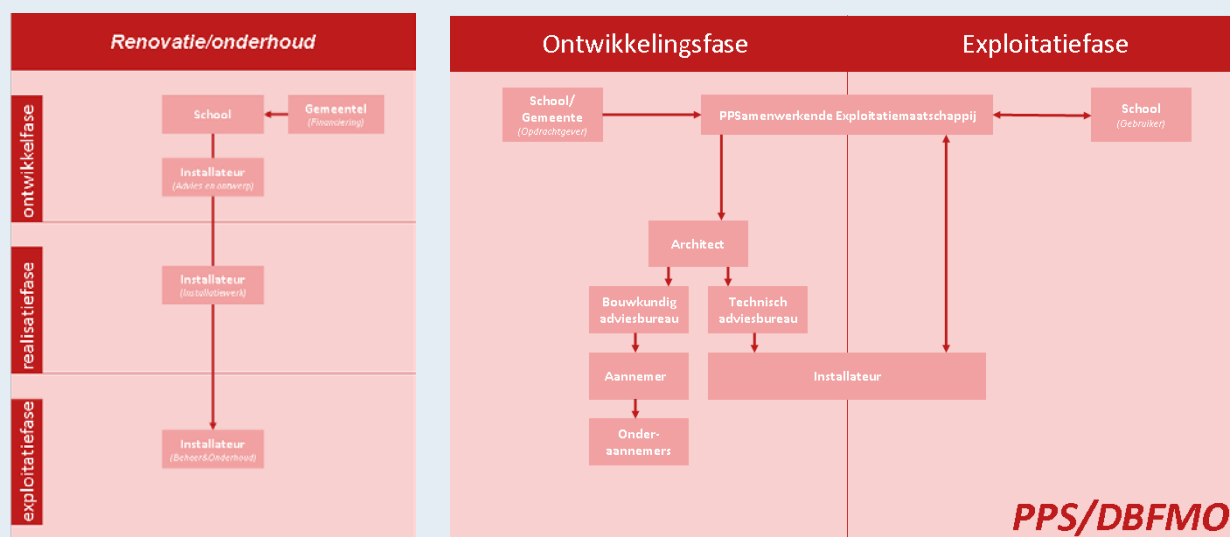 Renovatie/onderhoud
ontwikkelfase
School
Gemeentel
(Financiering)
Installateur
(Advies en ontwerp)
realisatiefase
Installateur
(Installatiewerk)
exploitatiefase
Installateur
(Beheer&Onderhoud)
Ontwikkelingsfase
Exploitatiefase
School/
Gemeente
(Opdrachtgever)
PPSamenwerkende Exploitatiemaatschappij
School
(Gebruiker)
Architect
Bouwkundig
adviesbureau
Technisch
adviesbureau
Aannemer
Installateur
Onder-
aannemers
PPS/DBFMO